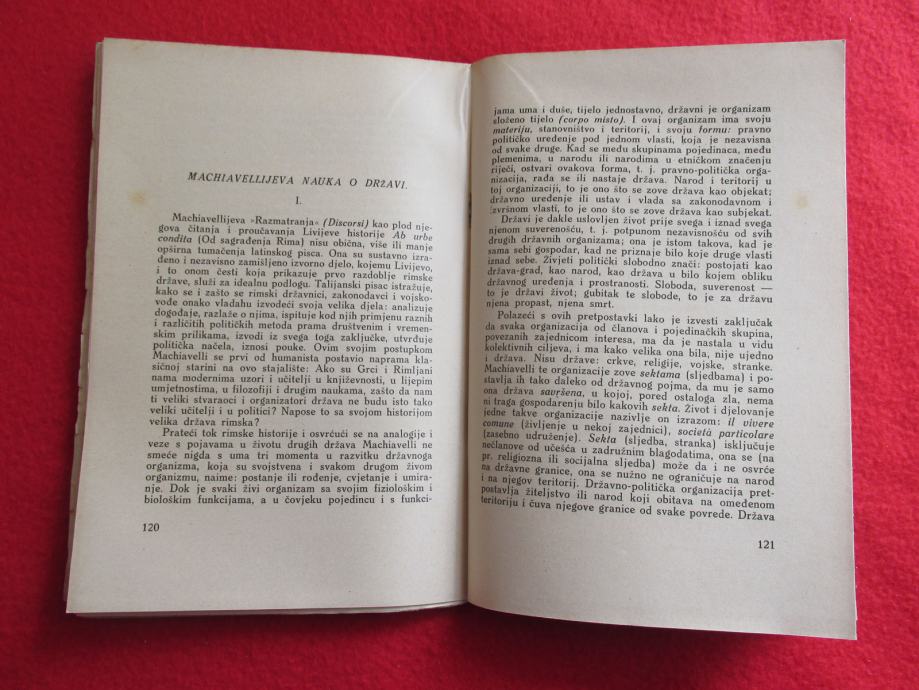 MACHIAVELLIJEVA NAUKA O DRŽAVI.
I.
Machiavellijeva »Razmatranja« (Discorsi) kao plod nje-
gova čitanja i proučavanja Livijeve historije Ab urbe
condita (Od sagrađenja Rima) nisu obična, više ili manje
opširna tumačenja latinskog pisca. Ona su sustavno izra-
đeno i nezavisno zamišljeno izvorno djelo, kojemu Livijevo,
i to onom česti koja prikazuje prvo razdoblje rimske
države, služi za idealnu podlogu. Talijanski pisac istražuje,
kako se i zašto se rimski državnici, zakonodavci i vojsko-
vođe onako vladahu izvodeći svoja velika djela: analizuje
događaje, razlaže o njima, ispituje kod njih primjenu raznih
i različitih političkih metoda prama društvenim i vremen-
skim prilikama, izvodi iz svega toga zaključke, utvrđuje
politička načela, iznosi pouke. Ovim svojim postupkom
Machiavelli se prvi od humanista postavio naprama kla-
sičnoj starini na ovo stajalište: Ako su Grci i Rimljani
nama modernima uzori i učitelji u književnosti, u lijepim
umjetnostima, u filozofiji i drugim naukama, zašto da nam
ti veliki stvaraoci i organizatori država ne budu isto tako
veliki učitelji i u politici? Napose to sa svojom historijom
velika država rimska?
Prateći tok rimske historije i osvrćući se na analogije i
veze s pojavama u životu drugih država Machiavelli ne
smeće nigda s uma tri momenta u razvitku državnoga
organizma, koja su svojstvena i svakom drugom živom
organizmu, naime: postanje ili rođenje, cvjetanje i umira-
nje. Dok je svaki živi organizam sa svojim fiziološkim i
biološkim funkcijama, a u čovjeku pojedincu i s funkci-
120
jama uma i duše, tijelo jednostavno, državni je organizam
složeno tijelo (corpo misto). I ovaj organizam ima svoju
materiju, stanovništvo i teritorij, i svoju formu: pravno
političko uređenje pod jednom vlasti, koja je nezavisna
od svake druge. Kad se među skupinama pojedinaca, među
plemenima, u narodu ili narodima u etničkom značenju
riječi, ostvari ovakova forma, t. j. pravno-politička orga-
nizacija, rađa se ili nastaje država. Narod i teritorij u
toj organizaciji, to je ono što se zove država kao objekat;
državno uređenje ili ustav i vlada sa zakonodavnom i
izvršnom vlasti, to je ono što se zove država kao subjekat.
Državi je dakle uslovljen život prije svega i iznad svega
njenom suverenošću, t. j. potpunom nezavisnošću od svih
drugih državnih organizama; ona je istom takova, kad je
sama sebi gospodar, kad ne priznaje bilo koje druge vlasti
iznad sebe. Živjeti politički slobodno znači: postojati kao
država-grad, kao narod, kao država u bilo kojem obliku
državnog uređenja i prostranosti. Sloboda, suverenost —
to je državi život; gubitak te slobode, to je za državu
njena propast, njena smrt.
Polazeći s ovih pretpostavki lako je izvesti zaključak
da svaka organizacija od članova i pojedinačkih skupina,
povezanih zajednicom interesa, ma da je nastala u vidu
kolektivnih ciljeva, i ma kako velika ona bila, nije ujedno
i država. Nisu države: crkve, religije, vojske, stranke.
Machiavelli te organizacije zove sektama (sljedbama) i po-
stavlja ih tako daleko od državnog pojma, da mu je samo
ona država savršena, u kojoj, pored ostaloga zla, nema
ni traga gospodarenju bilo kakovih sekta. Život i djelovanje
jedne takve organizacije nazivlje on izrazom: il vivere
comune (življenje u nekoj zajednici), società particolare
(zasebno udruženje). Sekta (sljedba, stranka) isključuje
nečlanove od učešća u zadružnim blagodatima, ona se (na
pr. religiozna ili socijalna sljedba) može da i ne osvrće
na državne granice, ona se nužno ne ograničuje na narod
i na njegov teritorij. Državno-politička organizacija pret-
postavlja žiteljstvo ili narod koji obitava na omeđenom
teritoriju i čuva njegove granice od svake povrede. Država
121